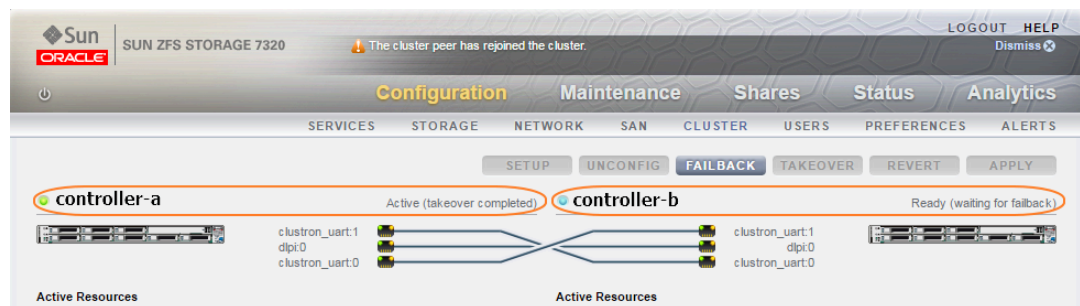 Sun
ORACLE
SUN ZFS STORAGE 7320
The cluster peer has rejoined the cluster.
LOGOUT HELP
Dismiss
Configuration Maintenance Shares Status Analytics
SERVICES STORAGE NETWORK SAN CLUSTER USERS PREFERENCES ALERTS
SETUP UNCONFIG FAILBACK TAKEOVER REVERT APPLY
controller-a Active (takeover completed) controller-b Ready (waiting for failback)
clustron_uart:1 clustron_uart:1
dlpi:0 dlpi:0
clustron_uart:0 clustron_uart:0
Active Resources Active Resources